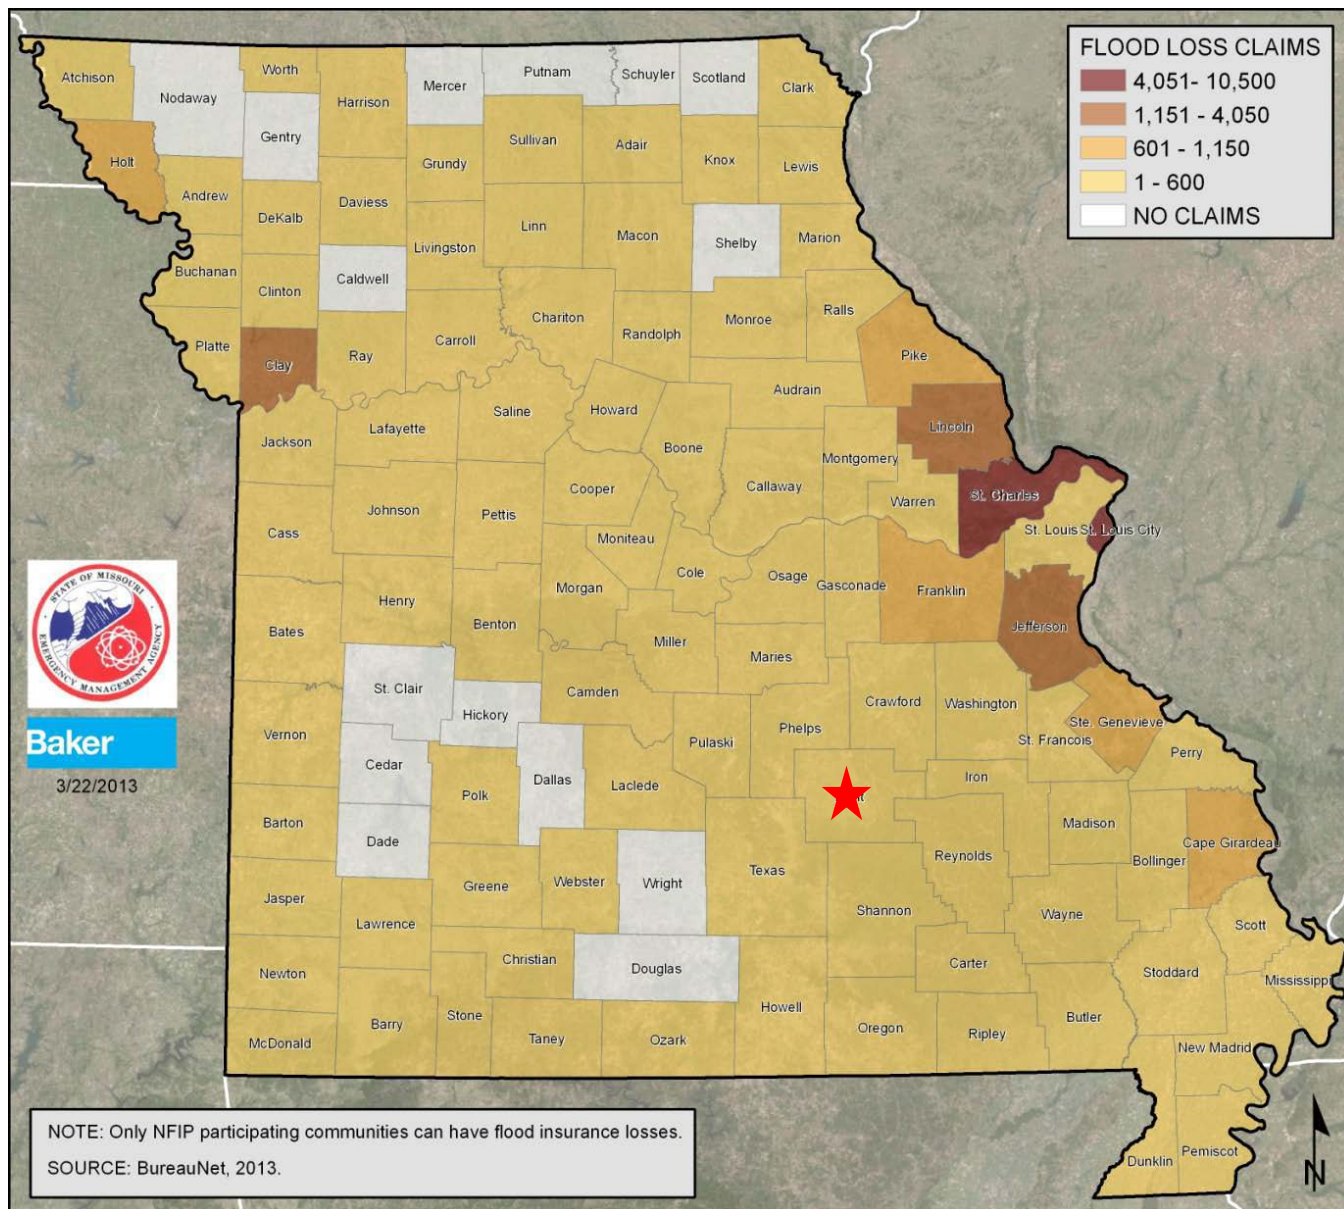 FLOOD LOSS CLAIMS
4,051- 10,500
1,151 - 4,050
601 - 1,150
1 - 600
NO CLAIMS
Atchison
Nodaway
Worth
Harrison
Mercer
Putnam
Schuyler
Scotland
Clark
Gentry
Holt
Andrew
DeKalb
Daviess
Grundy
Sullivan
Adair
Knox
Lewis
Buchanan
Clinton
Caldwell
Livingston
Linn
Macon
Shelby
Marion
Platte
Clay
Ray
Carroll
Chariton
Randolph
Monroe
Ralls
Pike
Jackson
Lafayette
Saline
Howard
Boone
Audrain
Lincoln
Cass
Johnson
Pettis
Cooper
Moniteau
Callaway
Montgomery
Warren
St. Charles
St. Louis
St. Louis City
Bates
Henry
Benton
Morgan
Cole
Osage
Gasconade
Franklin
Jefferson
Miller
Maries
STATE OF MISSOURI
EMERGENCY MANAGEMENT AGENCY
Baker
3/22/2013
Vernon
St. Clair
Hickory
Camden
Pulaski
Phelps
Crawford
Washington
St. Francois
Ste. Genevieve
Perry
Cedar
Polk
Dallas
Laclede
Iron
Barton
Dade
Greene
Webster
Wright
Texas
Reynolds
Madison
Bollinger
Cape Girardeau
Jasper
Lawrence
Christian
Douglas
Shannon
Wayne
Scott
Newton
Carter
Stoddard
Mississippi
McDonald
Barry
Stone
Taney
Ozark
Howell
Oregon
Ripley
Butler
New Madrid
Dunklin
Pemiscot
NOTE: Only NFIP participating communities can have flood insurance losses.
SOURCE: BureauNet, 2013.
N